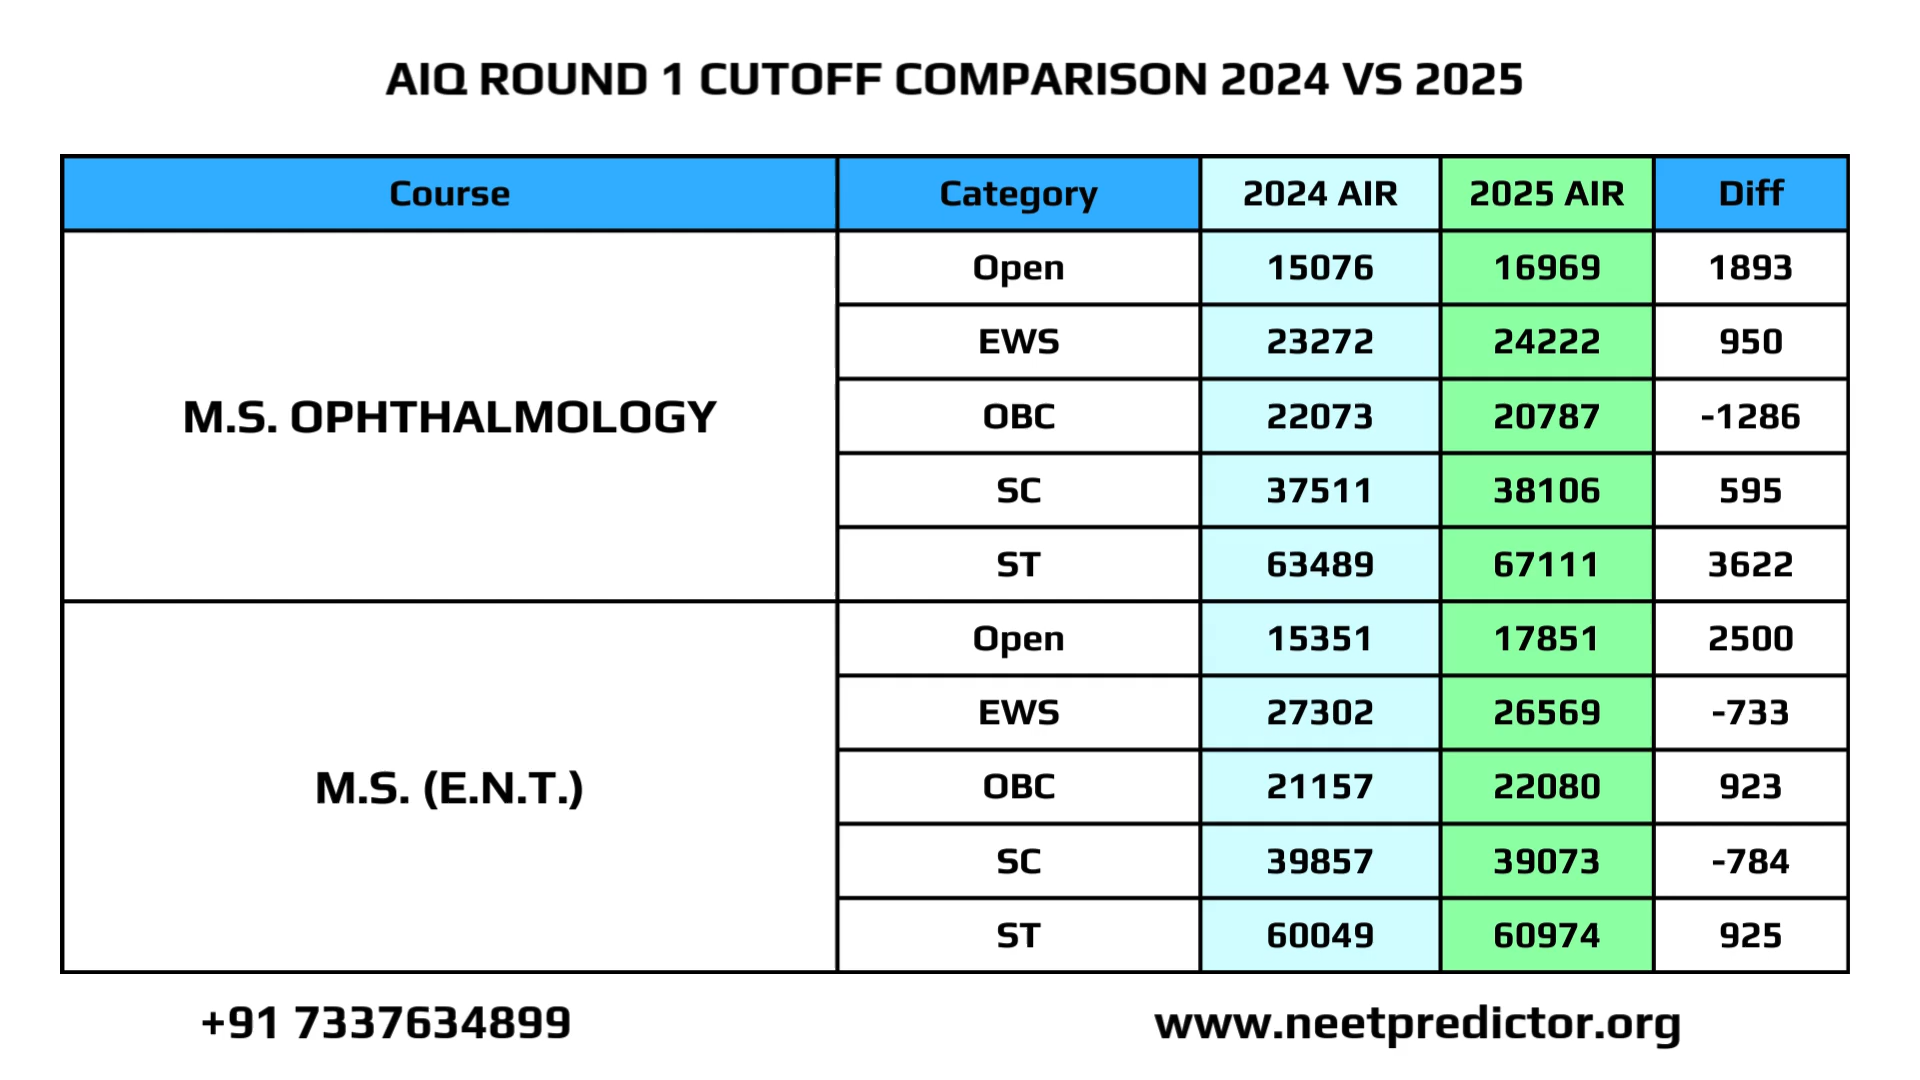 AIQ ROUND 1 CUTOFF COMPARISON 2024 VS 2025
Course Category 2024 AIR 2025 AIR Diff
M.S. OPHTHALMOLOGY
Open 15076 16969 1893
EWS 23272 24222 950
OBC 22073 20787 -1286
SC 37511 38106 595
ST 63489 67111 3622
M.S. (E.N.T.)
Open 15351 17851 2500
EWS 27302 26569 -733
OBC 21157 22080 923
SC 39857 39073 -784
ST 60049 60974 925
+91 7337634899
www.neetpredictor.org